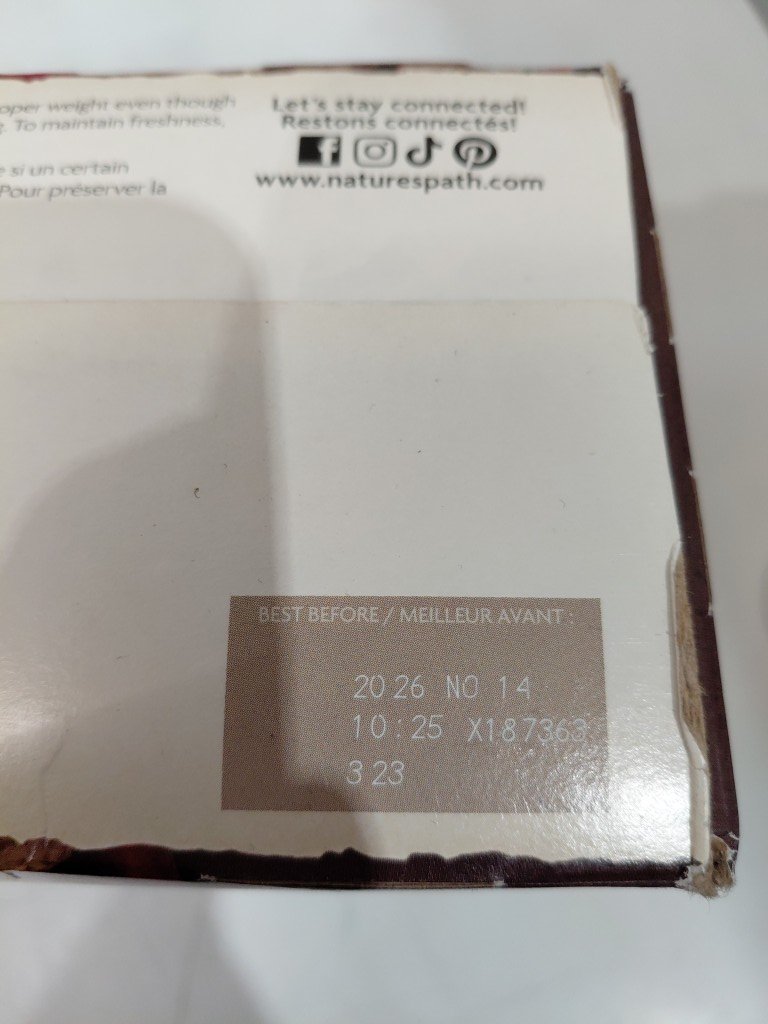 oper weight even though
g. To maintain freshness,
e si un certain
Pour préserver la
Let's stay connected!
Restons connectés!
www.naturespath.com
BEST BEFORE / MEILLEUR AVANT :
2026 NO 14
10:25 X187363
323